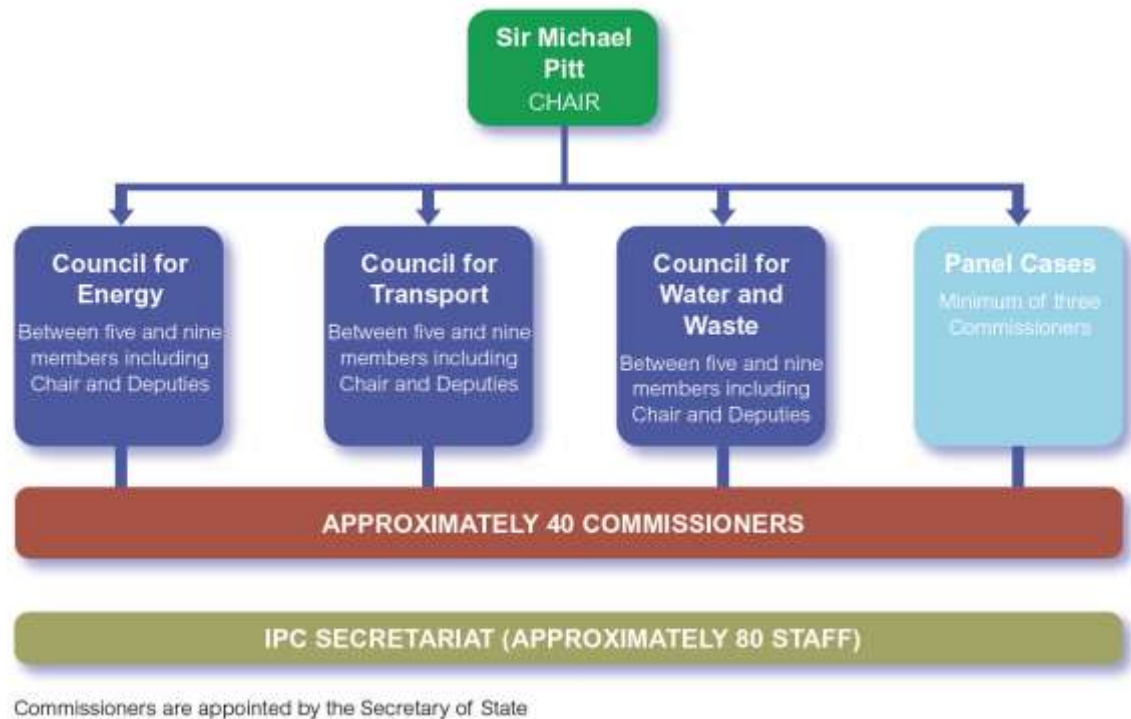 Sir Michael
Pitt
CHAIR
Council for
Energy
Between five and nine
members including
Chair and Deputies
Council for
Transport
Between five and nine
members including
Chair and Deputies
Council for
Water and
Waste
Between five and nine
members including
Chair and Deputies
Panel Cases
Minimum of three
Commissioners
APPROXIMATELY 40 COMMISSIONERS
IPC SECRETARIAT (APPROXIMATELY 80 STAFF)
Commissioners are appointed by the Secretary of State